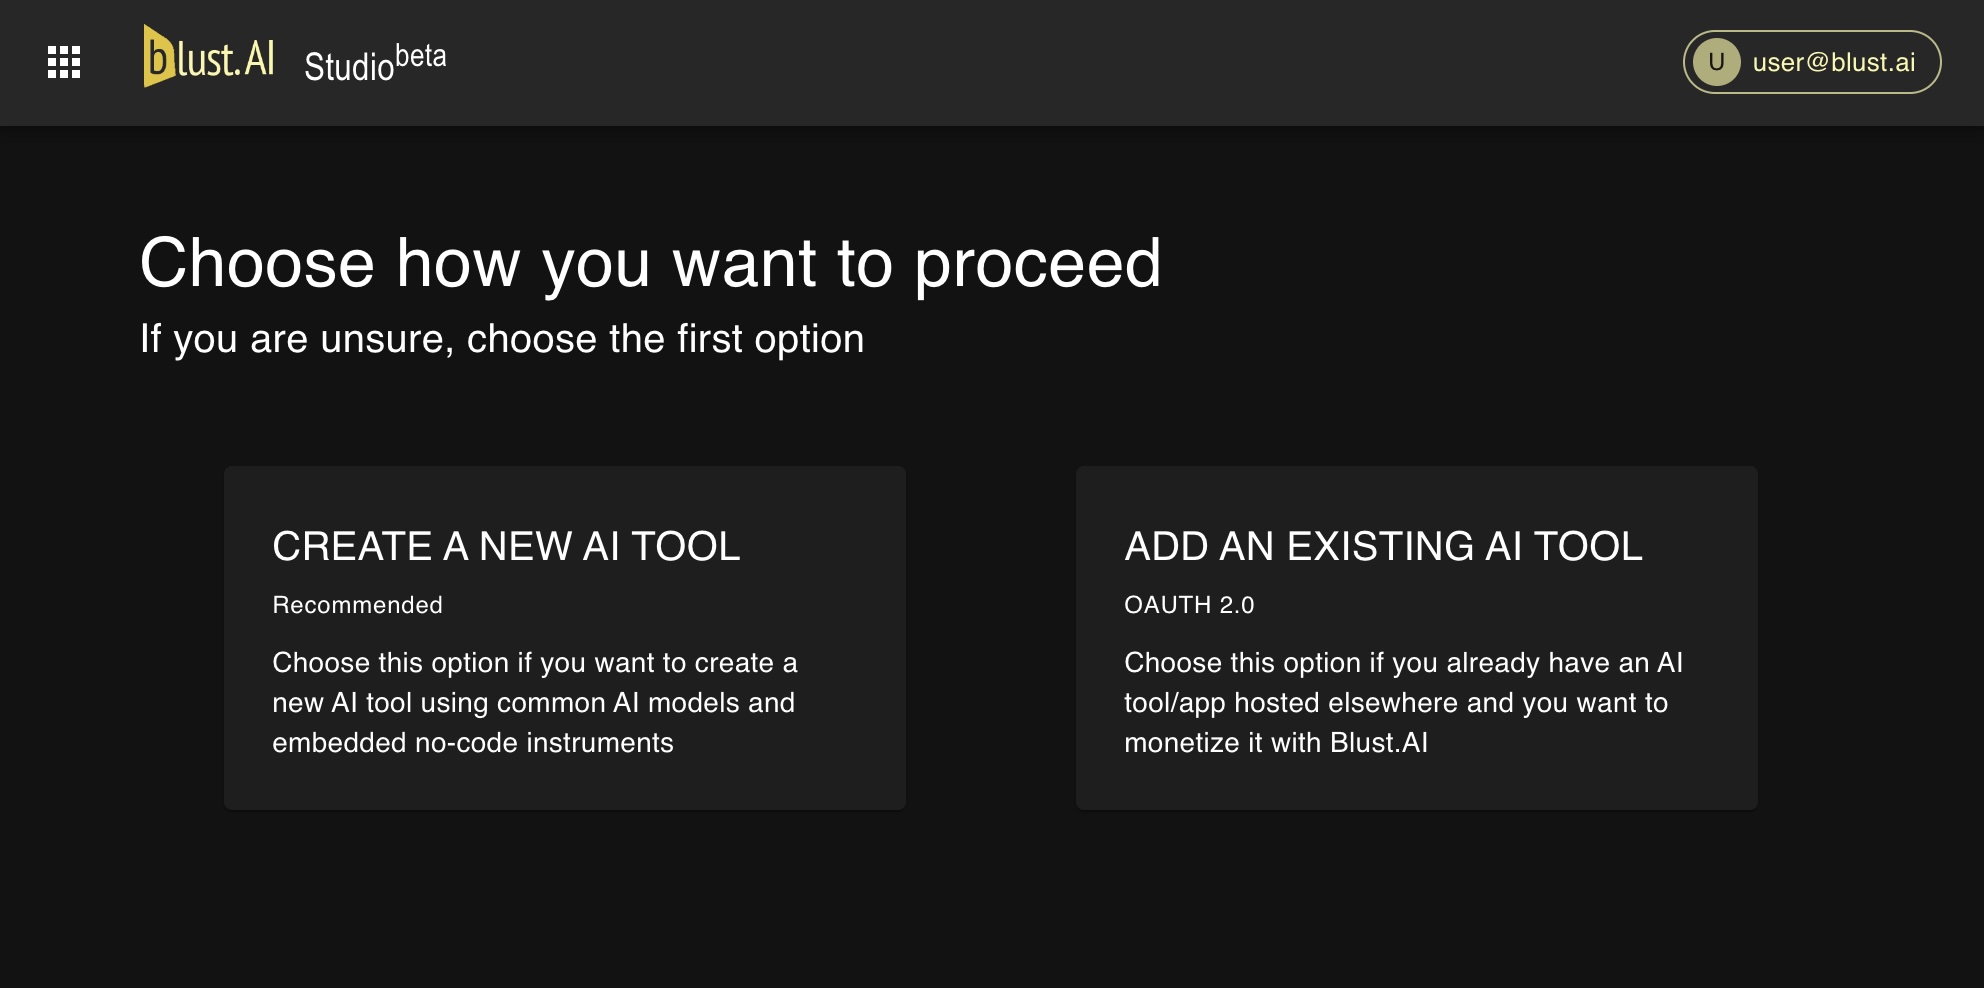 blust.AI Studio beta
U user@blust.ai
Choose how you want to proceed
If you are unsure, choose the first option
CREATE A NEW AI TOOL
Recommended
Choose this option if you want to create a
new AI tool using common AI models and
embedded no-code instruments
ADD AN EXISTING AI TOOL
OAUTH 2.0
Choose this option if you already have an AI
tool/app hosted elsewhere and you want to
monetize it with Blust.AI